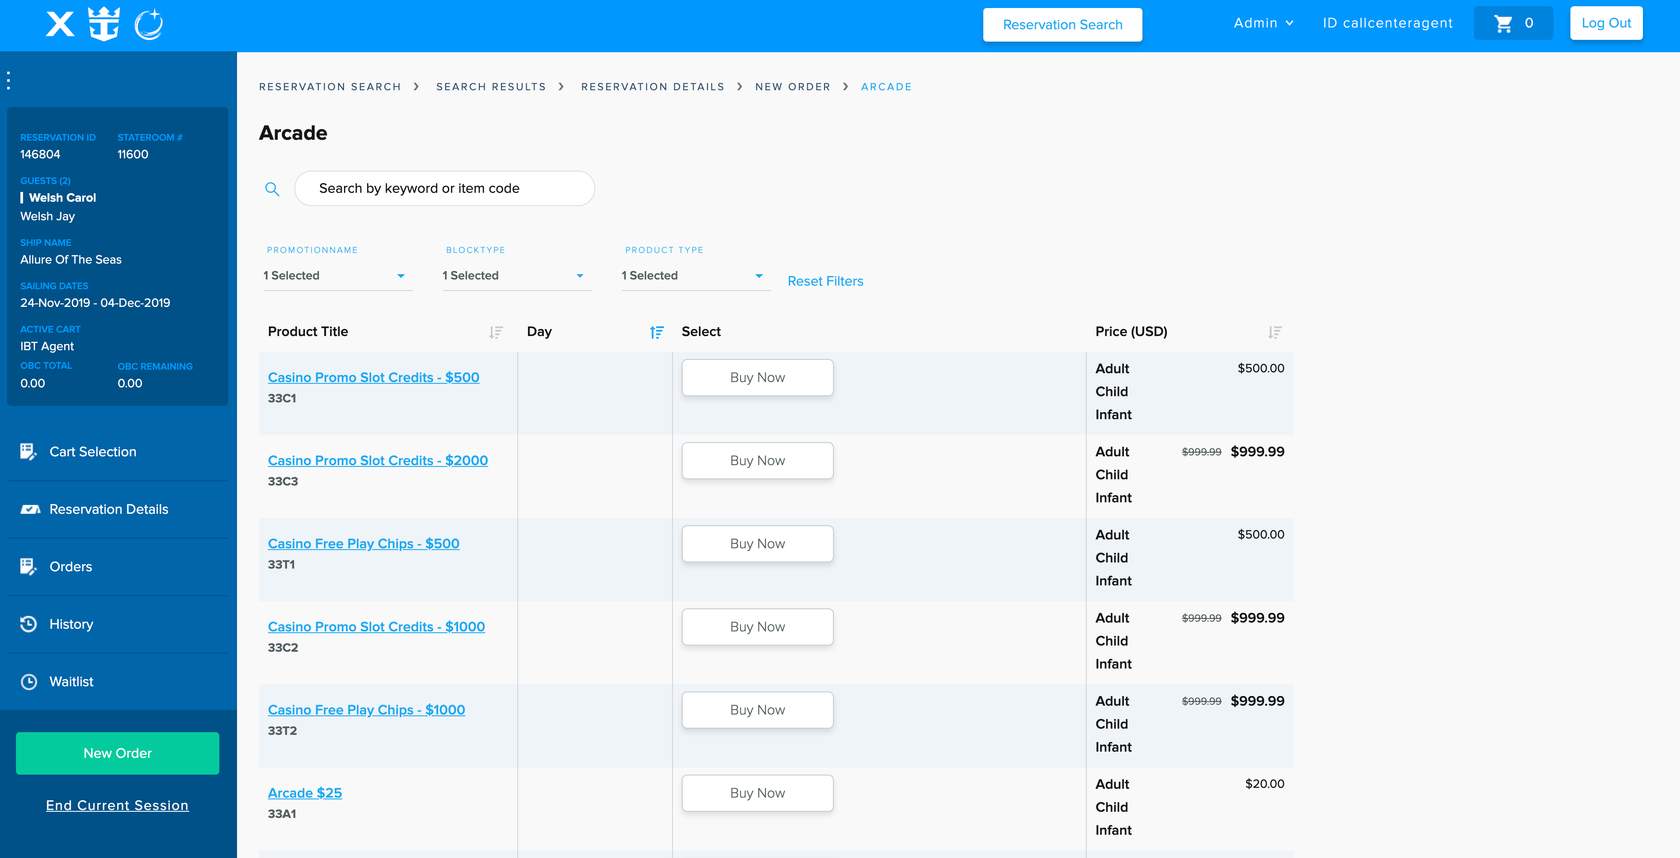 Reservation Search
Admin
ID callcenteragent
0
Log Out
RESERVATION ID STATEROOM #
146804 11600
GUESTS (2)
Welsh Carol
Welsh Jay
SHIP NAME
Allure Of The Seas
SAILING DATES
24-Nov-2019 - 04-Dec-2019
ACTIVE CART
IBT Agent
OBC TOTAL OBC REMAINING
0.00 0.00
Cart Selection
Reservation Details
Orders
History
Waitlist
New Order
End Current Session
RESERVATION SEARCH > SEARCH RESULTS > RESERVATION DETAILS > NEW ORDER > ARCADE
Arcade
Search by keyword or item code
PROMOTIONNAME BLOCKTYPE PRODUCT TYPE
1 Selected 1 Selected 1 Selected Reset Filters
Product Title Day Select Price (USD)
Casino Promo Slot Credits - $500 Buy Now Adult $500.00
33C1 Child
Infant
Casino Promo Slot Credits - $2000 Buy Now Adult $999.99 $999.99
33C3 Child
Infant
Casino Free Play Chips - $500 Buy Now Adult $500.00
33T1 Child
Infant
Casino Promo Slot Credits - $1000 Buy Now Adult $999.99 $999.99
33C2 Child
Infant
Casino Free Play Chips - $1000 Buy Now Adult $999.99 $999.99
33T2 Child
Infant
Arcade $25 Buy Now Adult $20.00
33A1 Child
Infant